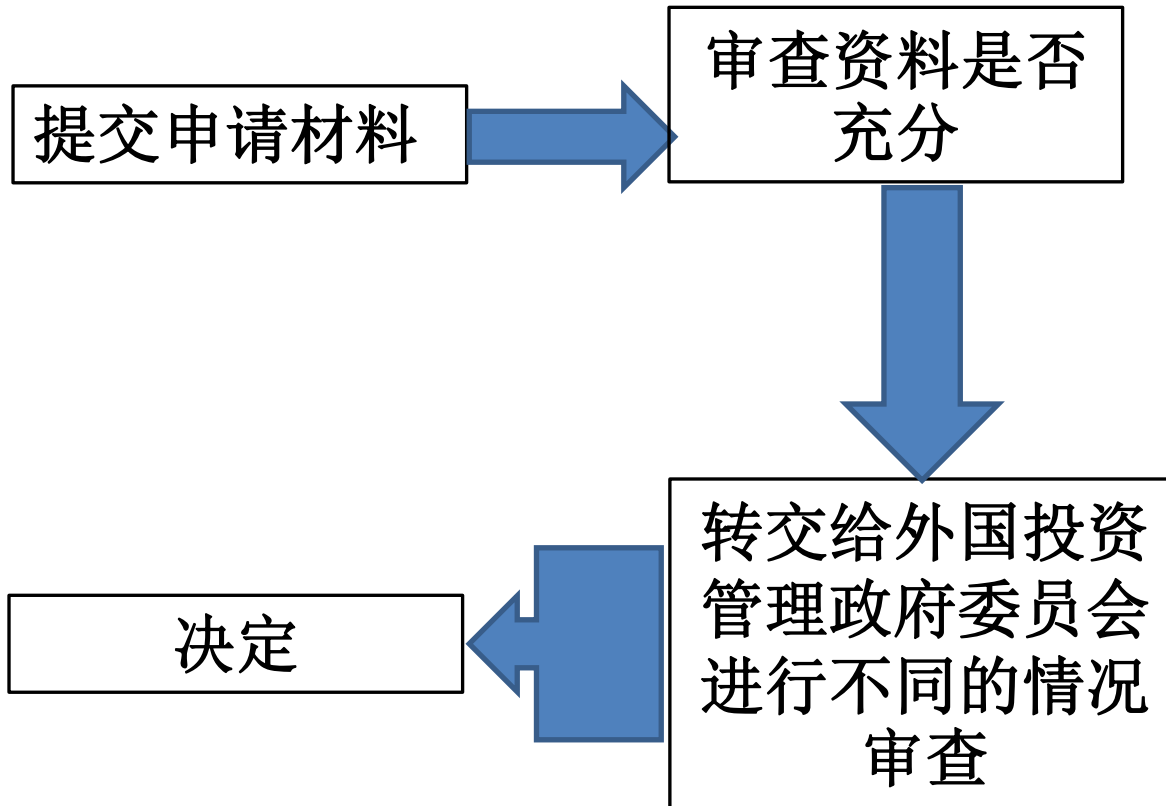 提交申请材料
审查资料是否
充分
转交给外国投资
管理政府委员会
进行不同的情况
审查
决定